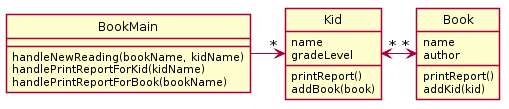 BookMain
handleNewReading(bookName, kidName)
handlePrintReportForKid(kidName)
handlePrintReportForBook(bookName)
*
Kid
name
gradeLevel
printReport()
addBook(book)
* *
Book
name
author
printReport()
addKid(kid)